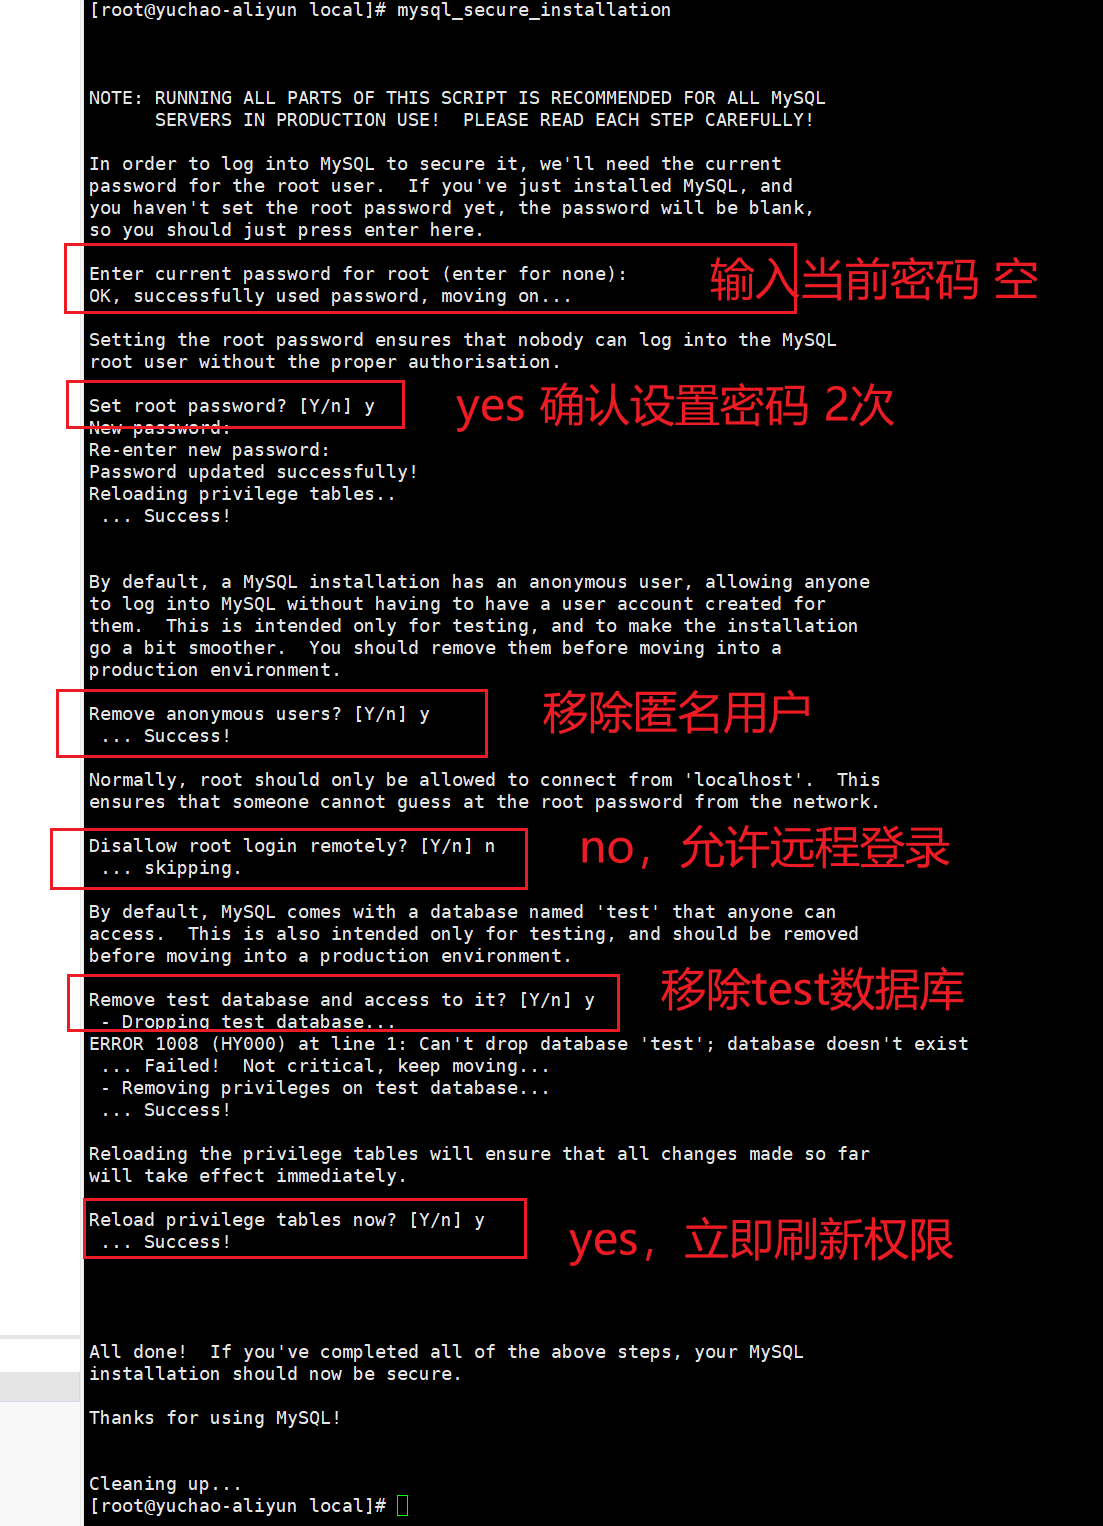 [root@yuchao-aliyun local]# mysql_secure_installation
NOTE: RUNNING ALL PARTS OF THIS SCRIPT IS RECOMMENDED FOR ALL MySQL
SERVERS IN PRODUCTION USE!  PLEASE READ EACH STEP CAREFULLY!
In order to log into MySQL to secure it, we'll need the current
password for the root user.  If you've just installed MySQL, and
you haven't set the root password yet, the password will be blank,
so you should just press enter here.
Enter current password for root (enter for none):
OK, successfully used password, moving on...
输入当前密码 空
Setting the root password ensures that nobody can log into the MySQL
root user without the proper authorisation.
Set root password? [Y/n] y
yes 确认设置密码 2次
New password:
Re-enter new password:
Password updated successfully!
Reloading privilege tables..
... Success!
By default, a MySQL installation has an anonymous user, allowing anyone
to log into MySQL without having to have a user account created for
them.  This is intended only for testing, and to make the installation
go a bit smoother.  You should remove them before moving into a
production environment.
Remove anonymous users? [Y/n] y
... Success!
移除匿名用户
Normally, root should only be allowed to connect from 'localhost'.  This
ensures that someone cannot guess at the root password from the network.
Disallow root login remotely? [Y/n] n
... skipping.
no，允许远程登录
By default, MySQL comes with a database named 'test' that anyone can
access.  This is also intended only for testing, and should be removed
before moving into a production environment.
Remove test database and access to it? [Y/n] y
移除test数据库
- Dropping test database...
ERROR 1008 (HY000) at line 1: Can't drop database 'test'; database doesn't exist
... Failed!  Not critical, keep moving...
- Removing privileges on test database...
... Success!
Reloading the privilege tables will ensure that all changes made so far
will take effect immediately.
Reload privilege tables now? [Y/n] y
... Success!
yes，立即刷新权限
All done!  If you've completed all of the above steps, your MySQL
installation should now be secure.
Thanks for using MySQL!
Cleaning up...
[root@yuchao-aliyun local]#